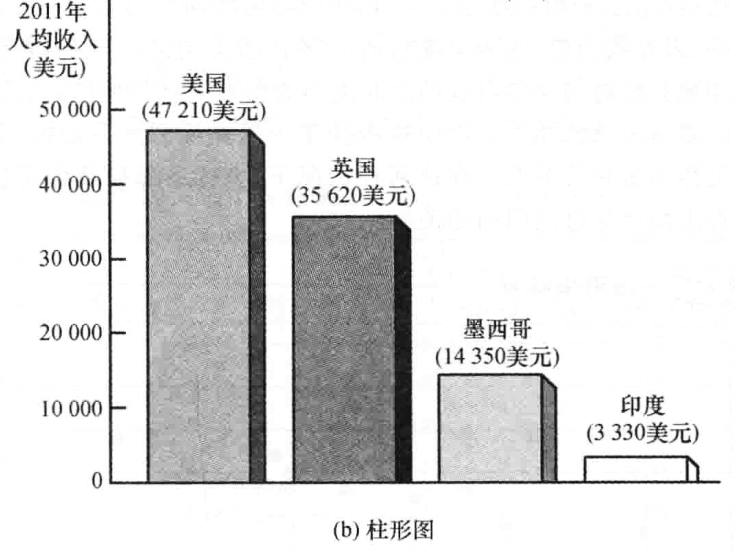 2011年
人均收入
(美元)
美国
(47 210美元)
50 000
英国
(35 620美元)
40 000
30 000
墨西哥
(14 350美元)
20 000
印度
(3 330美元)
10 000
0
(b) 柱形图